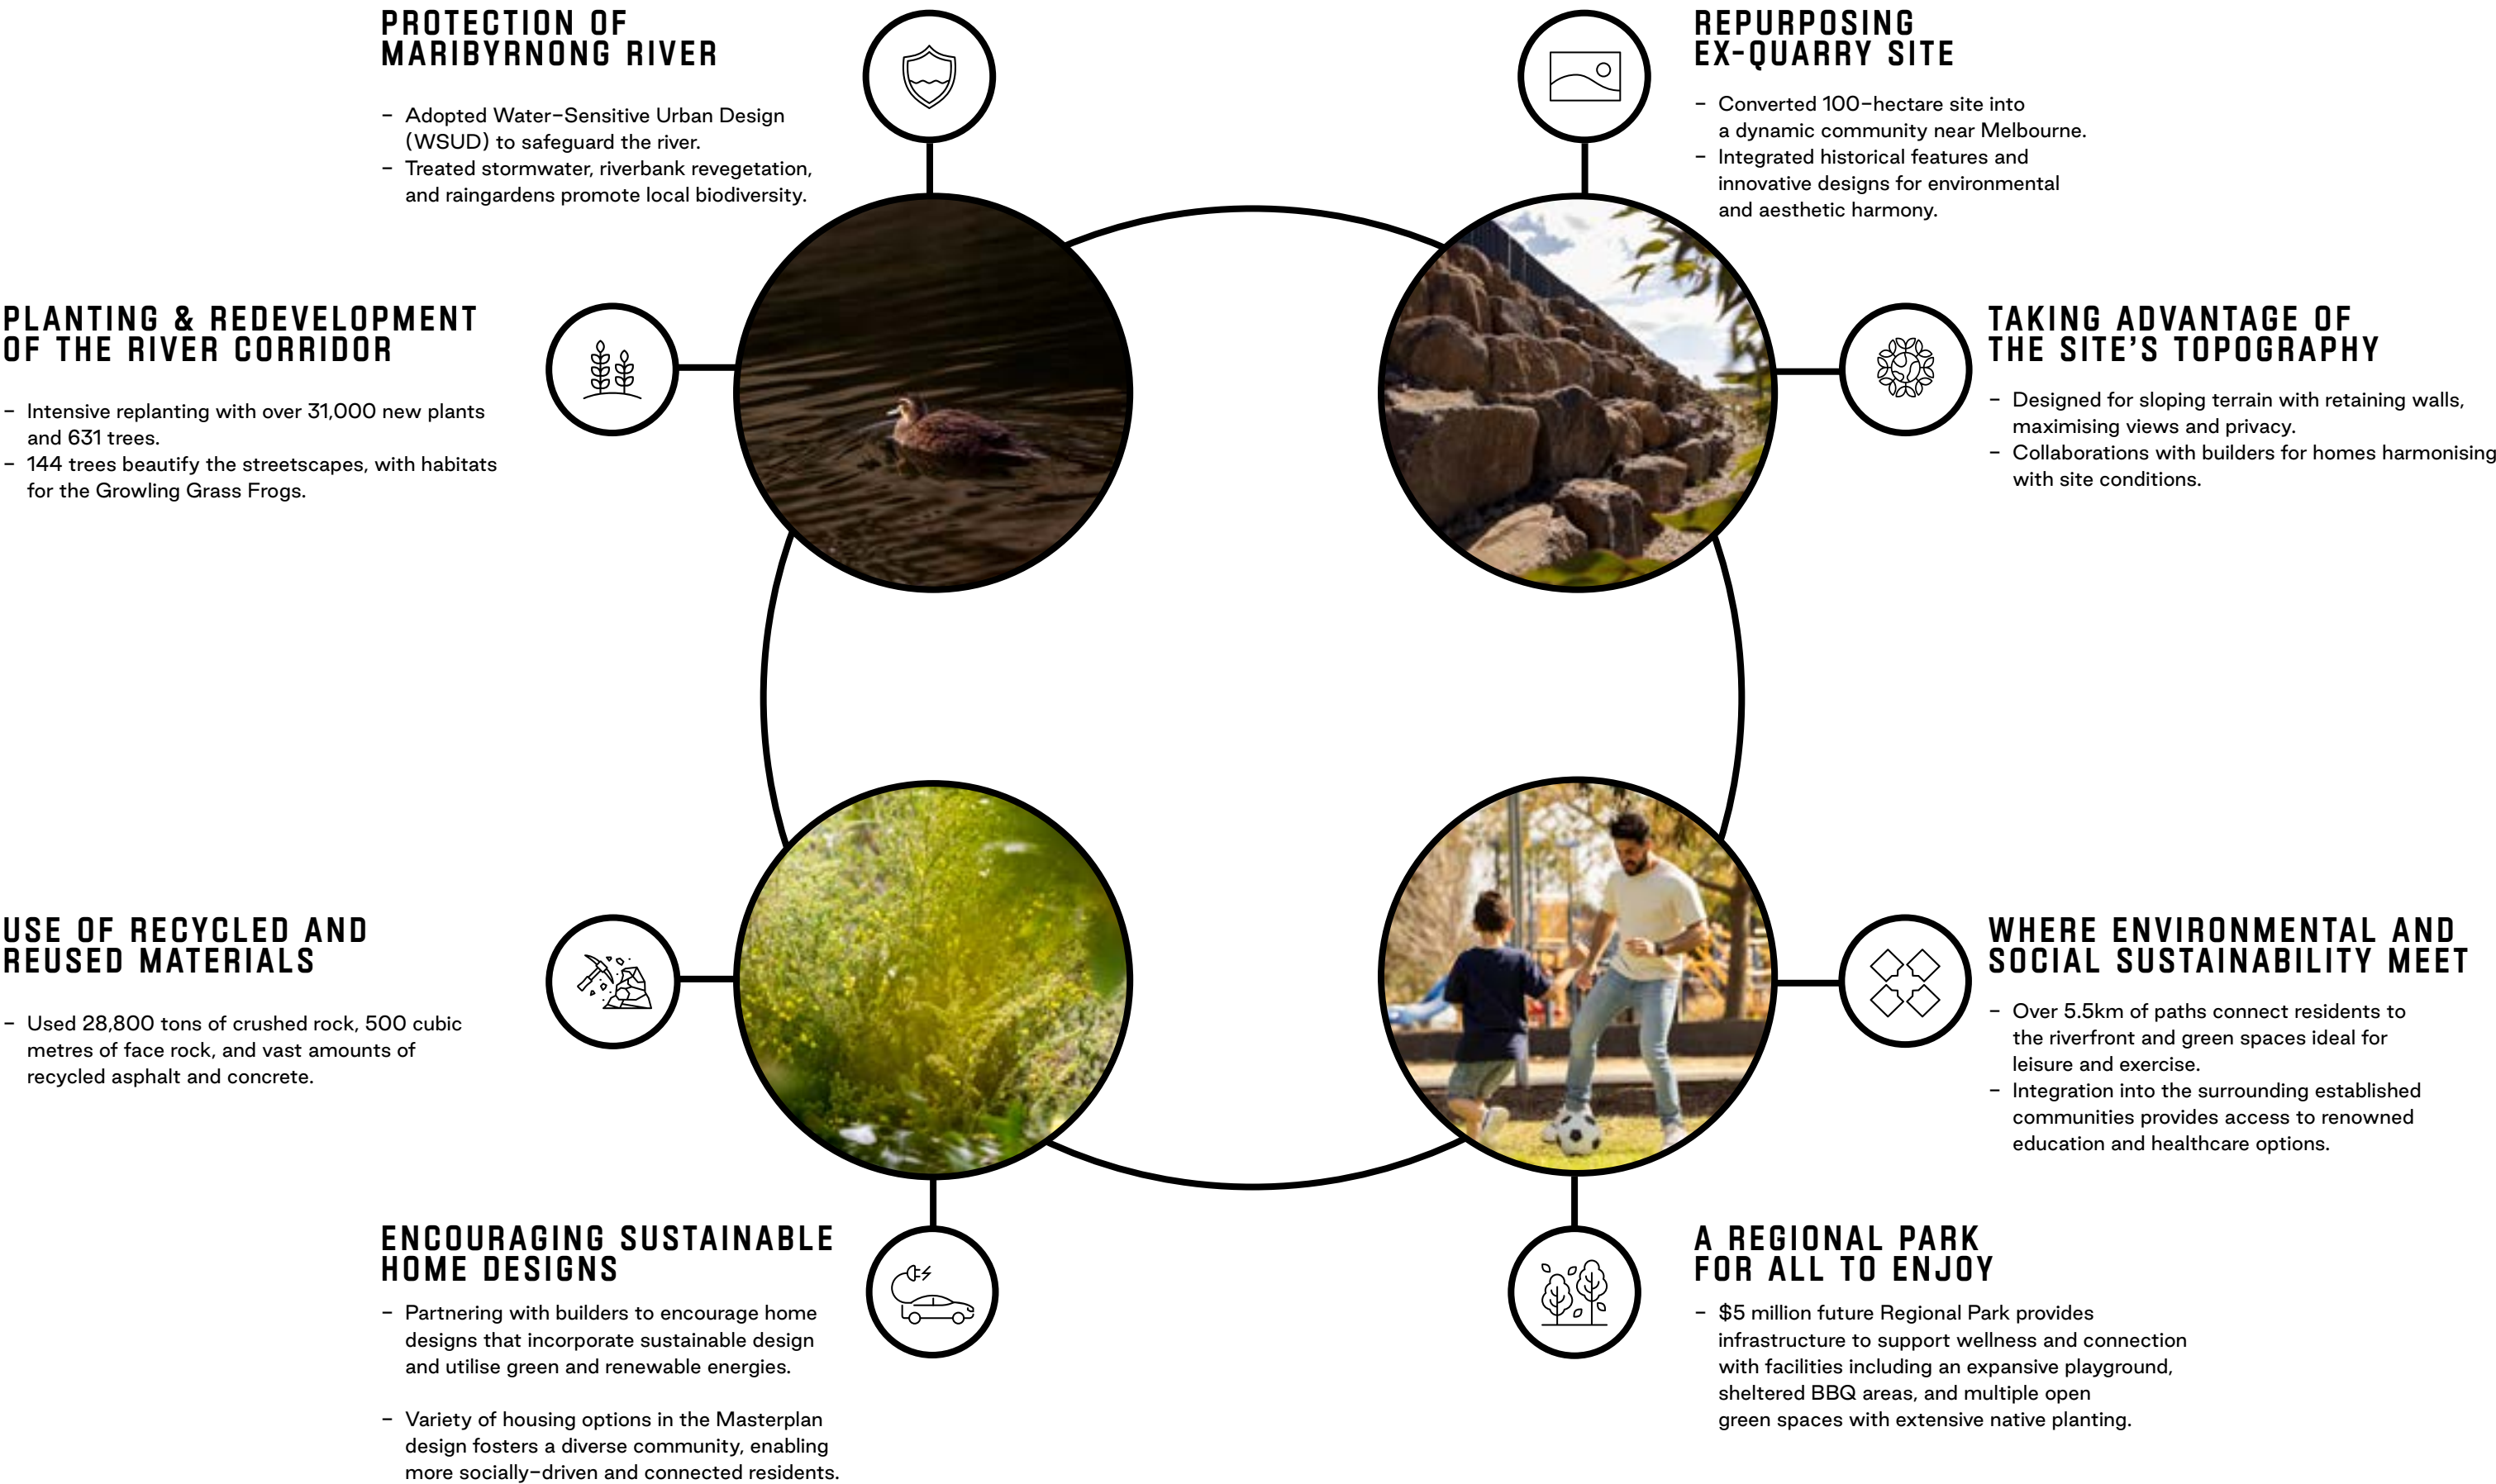 PROTECTION OF
MARIBYRNONG RIVER
– Adopted Water-Sensitive Urban Design
(WSUD) to safeguard the river.
– Treated stormwater, riverbank revegetation,
and raingardens promote local biodiversity.
REPURPOSING
EX-QUARRY SITE
– Converted 100-hectare site into
a dynamic community near Melbourne.
– Integrated historical features and
innovative designs for environmental
and aesthetic harmony.
PLANTING & REDEVELOPMENT
OF THE RIVER CORRIDOR
– Intensive replanting with over 31,000 new plants
and 631 trees.
– 144 trees beautify the streetscapes, with habitats
for the Growling Grass Frogs.
TAKING ADVANTAGE OF
THE SITE'S TOPOGRAPHY
– Designed for sloping terrain with retaining walls,
maximising views and privacy.
– Collaborations with builders for homes harmonising
with site conditions.
USE OF RECYCLED AND
REUSED MATERIALS
– Used 28,800 tons of crushed rock, 500 cubic
metres of face rock, and vast amounts of
recycled asphalt and concrete.
WHERE ENVIRONMENTAL AND
SOCIAL SUSTAINABILITY MEET
– Over 5.5km of paths connect residents to
the riverfront and green spaces ideal for
leisure and exercise.
– Integration into the surrounding established
communities provides access to renowned
education and healthcare options.
ENCOURAGING SUSTAINABLE
HOME DESIGNS
– Partnering with builders to encourage home
designs that incorporate sustainable design
and utilise green and renewable energies.
– Variety of housing options in the Masterplan
design fosters a diverse community, enabling
more socially-driven and connected residents.
A REGIONAL PARK
FOR ALL TO ENJOY
– $5 million future Regional Park provides
infrastructure to support wellness and connection
with facilities including an expansive playground,
sheltered BBQ areas, and multiple open
green spaces with extensive native planting.